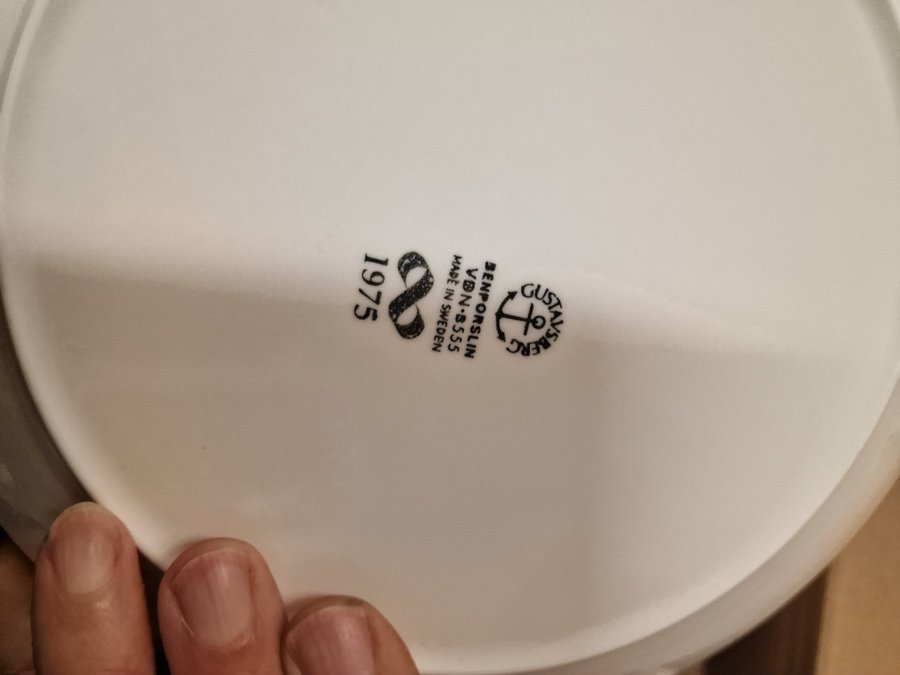 GUSTAVSBERG
BENPORSLIN
VBN·B555
MADE IN SWEDEN
1975